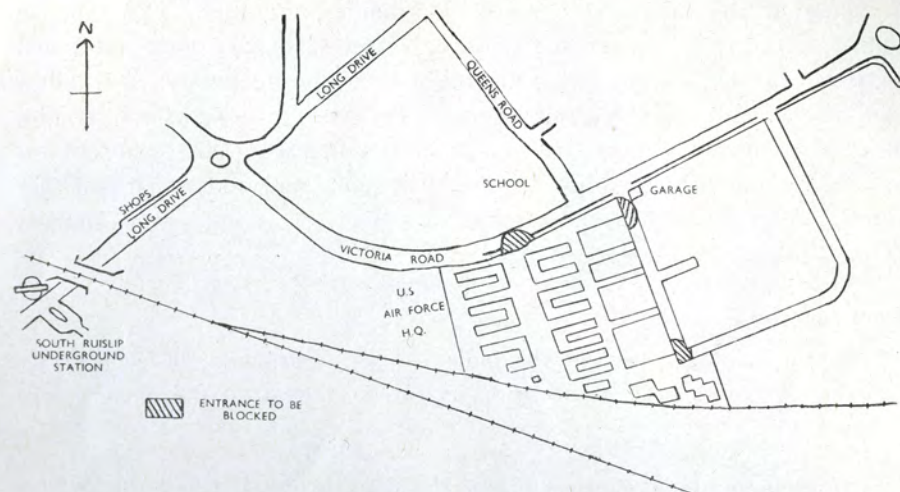 N
LONG DRIVE
QUEENS ROAD
SHOPS
LONG DRIVE
SCHOOL
GARAGE
VICTORIA ROAD
U.S
AIR FORCE
H.Q.
SOUTH RUISLIP
UNDERGROUND
STATION
ENTRANCE TO BE
BLOCKED